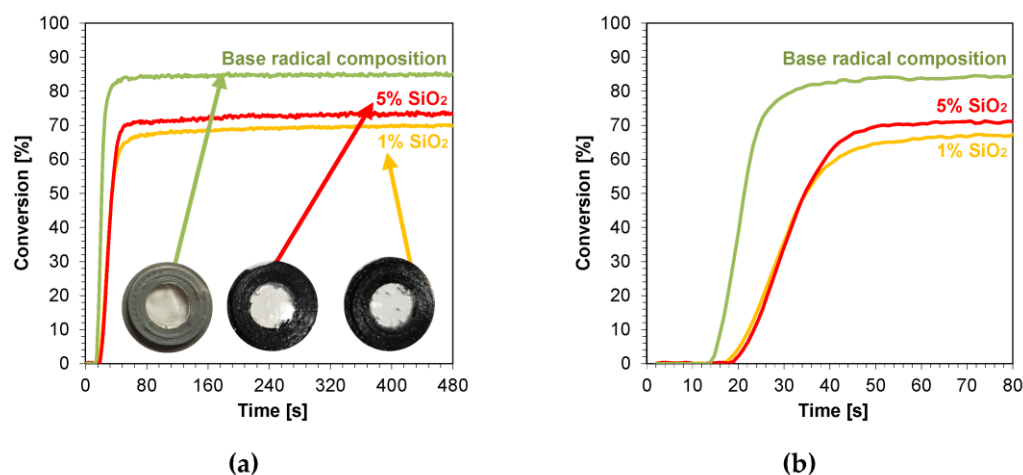 100
90
80
70
60
50
40
30
20
10
0
Conversion [%]
Base radical composition
5% SiO₂
1% SiO₂
0 80 160 240 320 400 480
Time [s]
(a)
100
90
80
70
60
50
40
30
20
10
0
Conversion [%]
Base radical composition
5% SiO₂
1% SiO₂
0 10 20 30 40 50 60 70 80
Time [s]
(b)